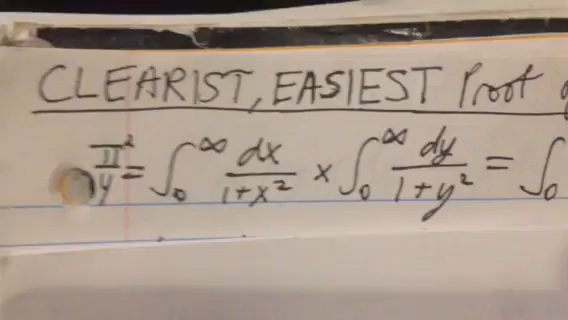 CLEARIST, EASIEST Proof
π²/4 = ∫₀^∞ dx/(1+x²) × ∫₀^∞ dy/(1+y²) = ∫₀